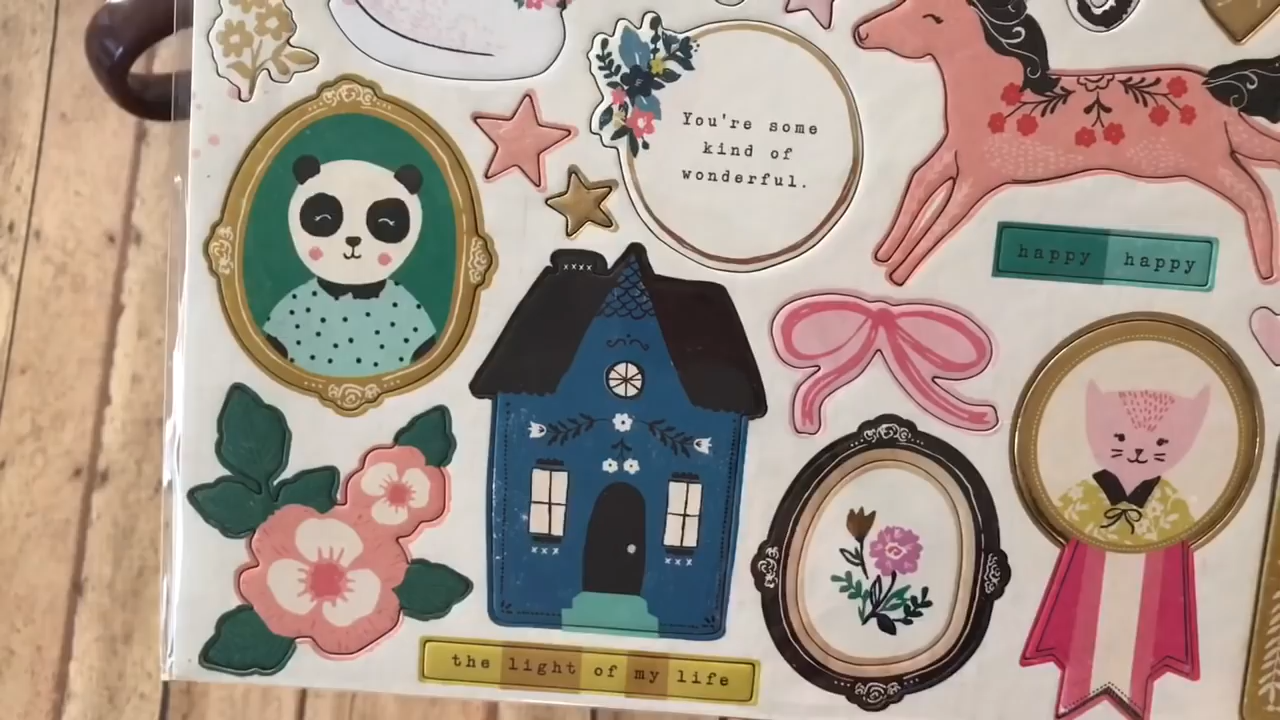 You're some
kind of
wonderful.
happy happy
the light of my life